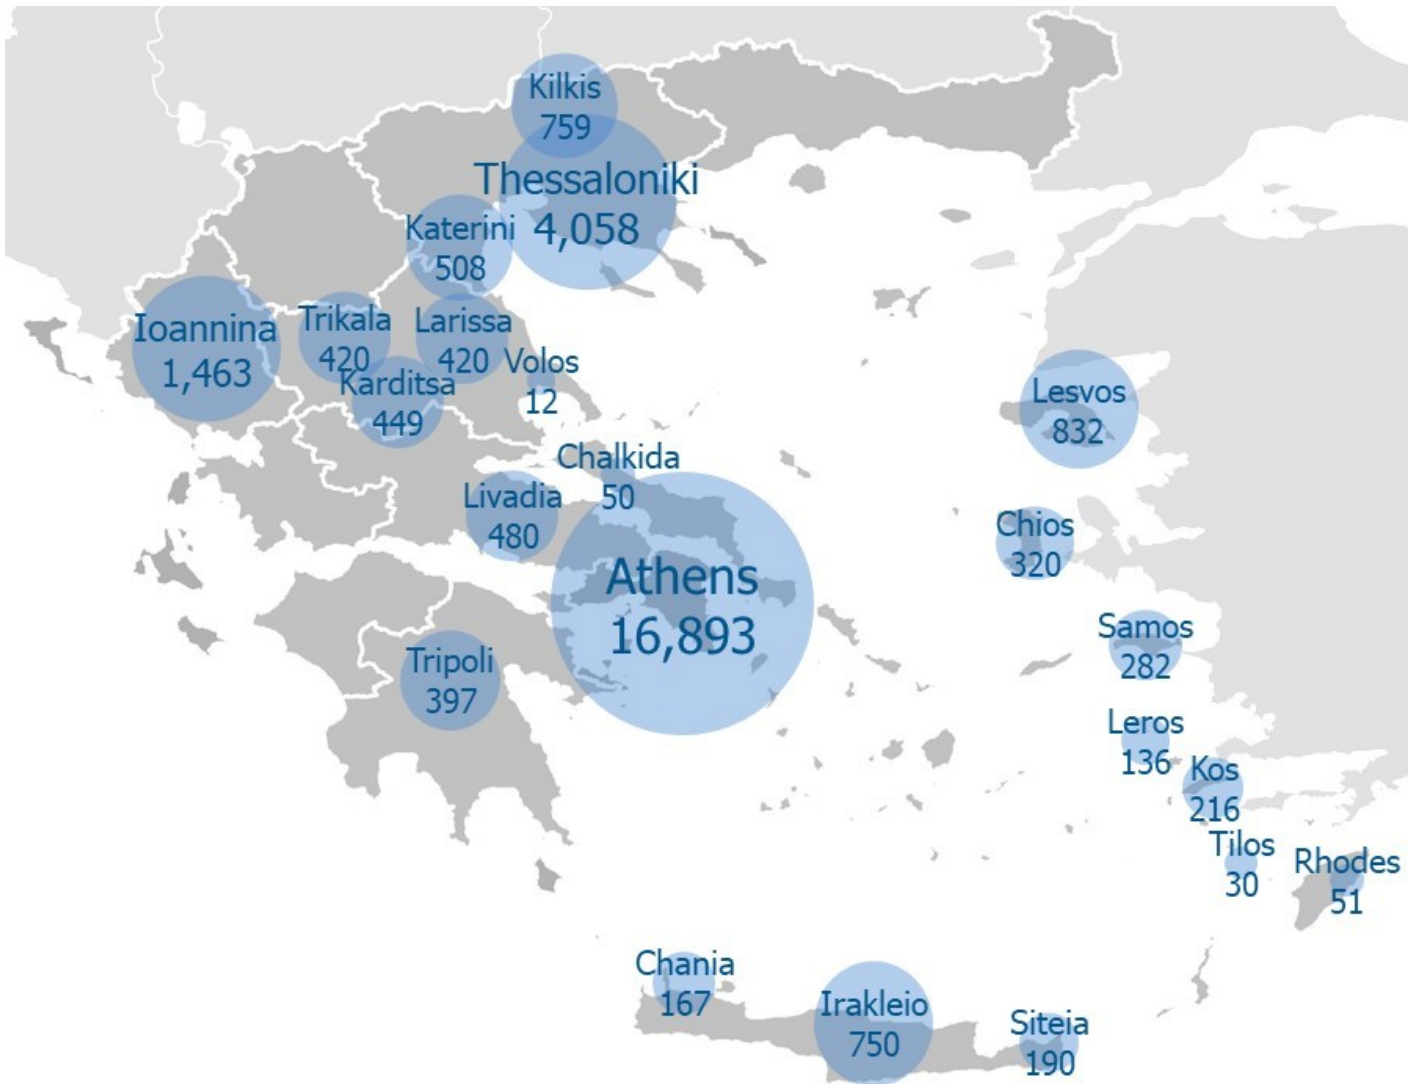 Kilkis
759
Thessaloniki
4,058
Katerini
508
Ioannina
1,463
Trikala
420
Larissa
420
Volos
12
Karditsa
449
Lesvos
832
Chalkida
50
Livadia
480
Chios
320
Athens
16,893
Samos
282
Tripoli
397
Leros
136
Kos
216
Tilos
30
Rhodes
51
Chania
167
Irakleio
750
Siteia
190